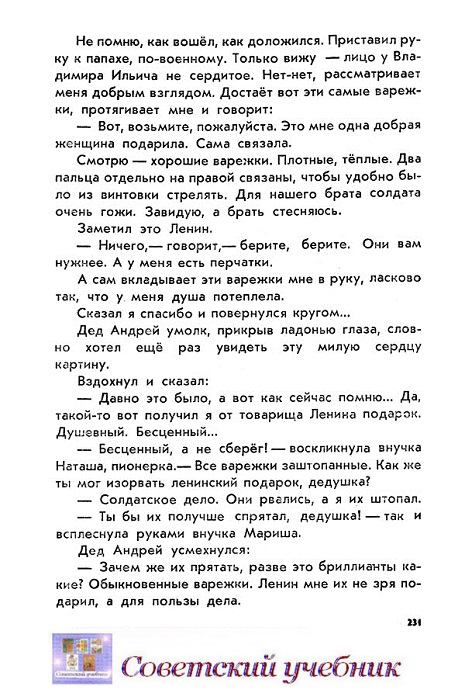 Не помню, как вошёл, как доложился. Приставил ру-
ку к папахе, по-военному. Только вижу — лицо у Вла-
димира Ильича не сердитое. Нет-нет, рассматривает
меня добрым взглядом. Достаёт вот эти самые вареж-
ки, протягивает мне и говорит:
— Вот, возьмите, пожалуйста. Это мне одна добрая
женщина подарила. Сама связала.
Смотрю — хорошие варежки. Плотные, тёплые. Два
пальца отдельно на правой связаны, чтобы удобно бы-
ло из винтовки стрелять. Для нашего брата солдата
очень гожи. Завидую, а брать стесняюсь.
Заметил это Ленин.
— Ничего,— говорит,— берите, берите. Они вам
нужнее. А у меня есть перчатки.
А сам вкладывает эти варежки мне в руку, ласково
так, что у меня душа потеплела.
Сказал я спасибо и повернулся кругом...
Дед Андрей умолк, прикрыв ладонью глаза, слов-
но хотел ещё раз увидеть эту милую сердцу
картину.
Вздохнул и сказал:
— Давно это было, а вот как сейчас помню... Да,
такой-то вот получил я от товарища Ленина подарок.
Душевный. Бесценный...
— Бесценный, а не сберёг! — воскликнула внучка
Наташа, пионерка.— Все варежки заштопанные. Как же
ты мог изорвать ленинский подарок, дедушка?
— Солдатское дело. Они рвались, а я их штопал.
— Ты бы их получше спрятал, дедушка! — так и
всплеснула руками внучка Мариша.
Дед Андрей усмехнулся:
— Зачем же их прятать, разве это бриллианты ка-
кие? Обыкновенные варежки. Ленин мне их не зря по-
дарил, а для пользы дела.
231
Советский учебник
Советский учебник